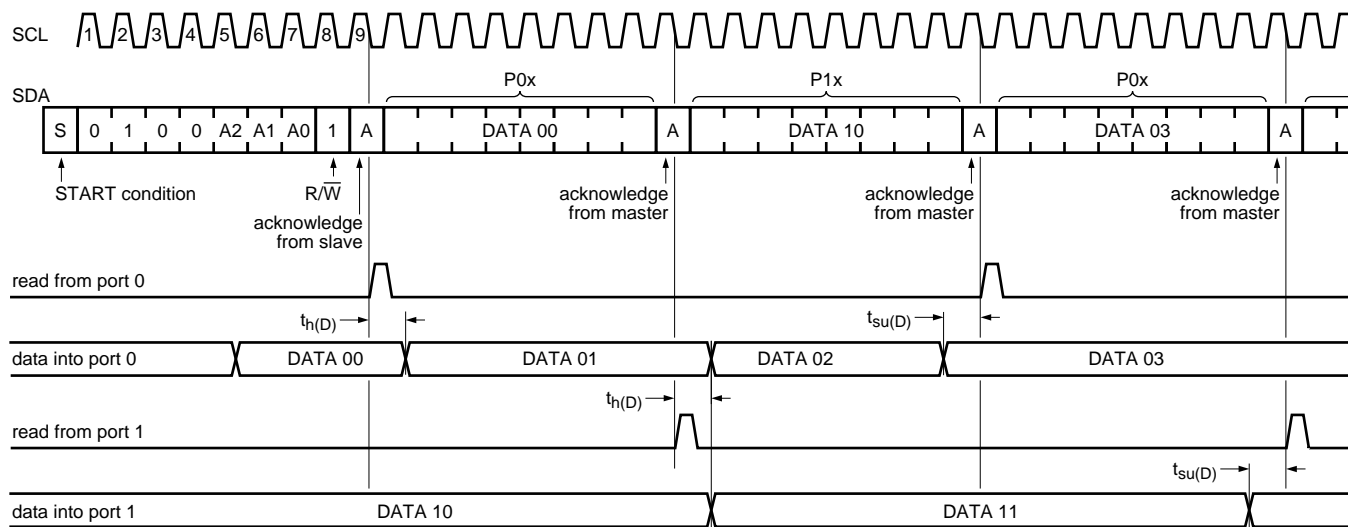 SCL 1 2 3 4 5 6 7 8 9
P0x P1x P0x
SDA
S 0 1 0 0 A2 A1 A0 1 A DATA 00 A DATA 10 A DATA 03 A
START condition R/W̅ acknowledge from master acknowledge from master acknowledge from master
acknowledge from slave
read from port 0
th(D) tsu(D)
data into port 0 DATA 00 DATA 01 DATA 02 DATA 03
th(D)
read from port 1
tsu(D)
data into port 1 DATA 10 DATA 11